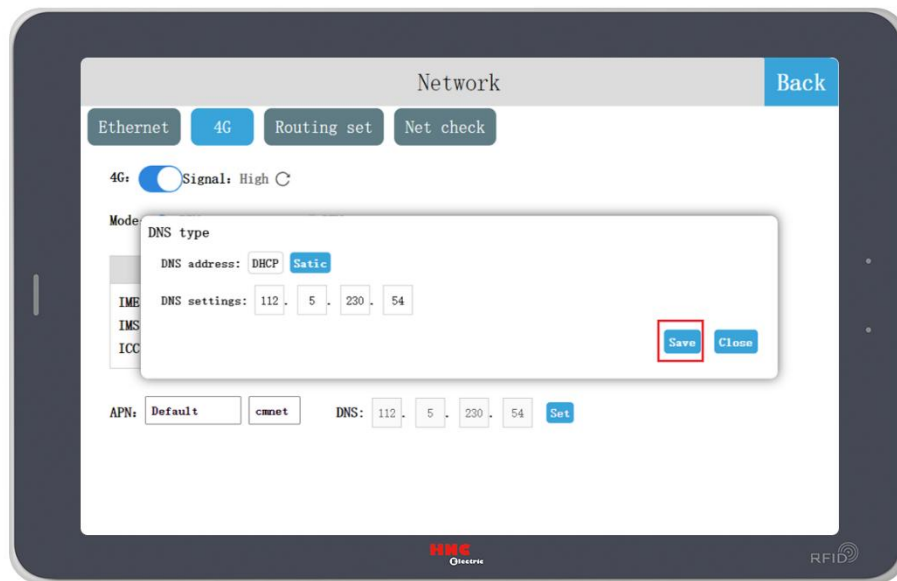 Network
Back
Ethernet
4G
Routing set
Net check
4G:
Signal: High
Mode:
DNS type
DNS address: DHCP Satic
DNS settings: 112 . 5 . 230 . 54
IME
IMS
ICC
Save
Close
APN: Default cmnet DNS: 112 . 5 . 230 . 54 Set
HMC
Electric
RFID